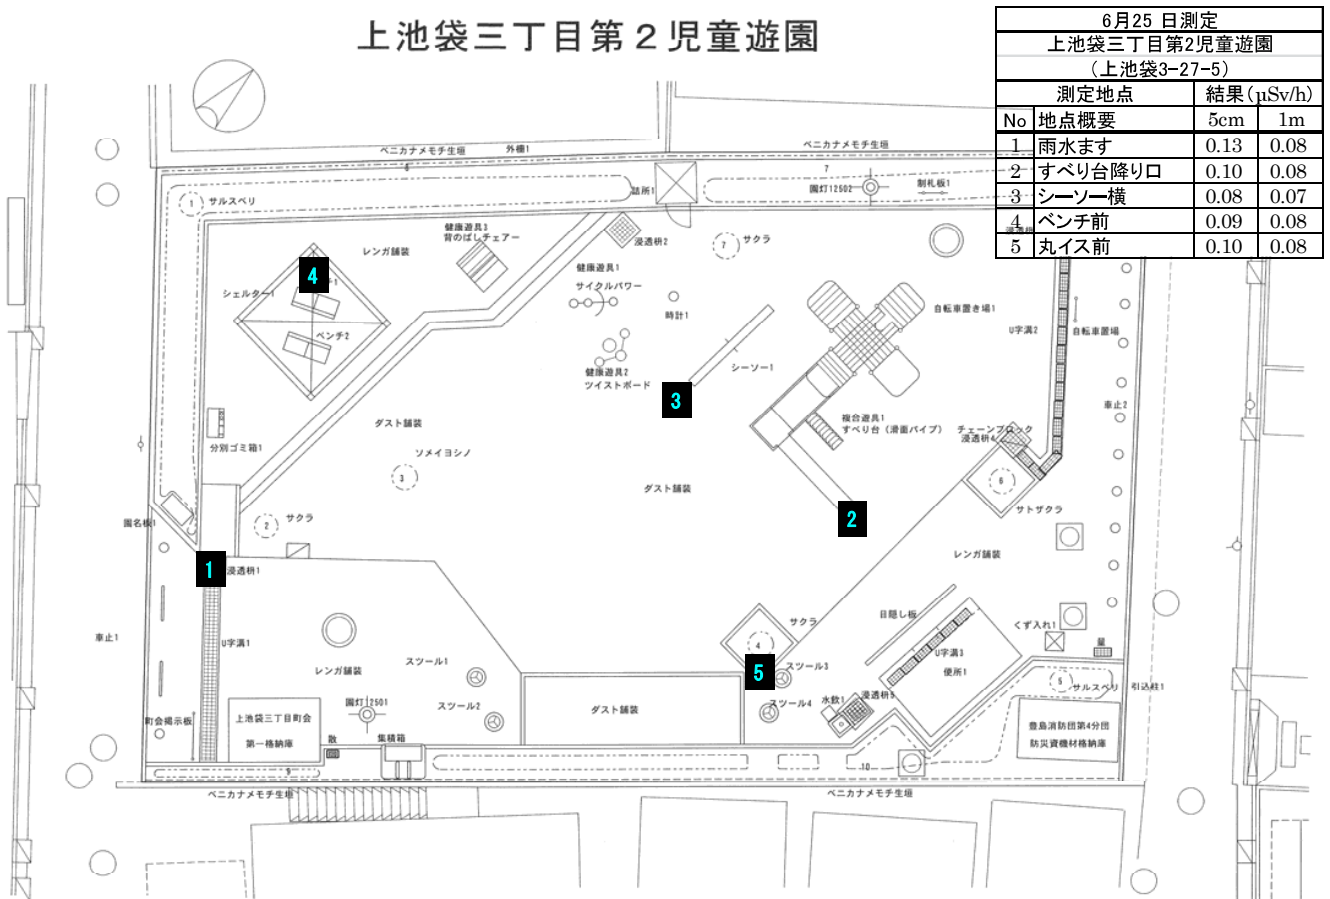 上池袋三丁目第２児童遊園
6月25 日測定
上池袋三丁目第2児童遊園
（上池袋3-27-5）
測定地点 結果（μSv/h）
No 地点概要 5cm 1m
1 雨水ます 0.13 0.08
2 すべり台降り口 0.10 0.08
3 シーソー横 0.08 0.07
4 ベンチ前 0.09 0.08
5 丸イス前 0.10 0.08
ベニカナメモチ生垣
外柵1
ベニカナメモチ生垣
8
7
詰所1
園灯12502
制札板1
1
サルスベリ
健康遊具3
背のばしチェアー
浸透桝2
7
サクラ
レンガ舗装
健康遊具1
サイクルパワー
4
シェルター1
ベンチ2
時計1
自転車置き場1
U字溝2
自転車置場
健康遊具2
ツイストボード
シーソー1
3
車止2
ダスト舗装
複合遊具1
すべり台（滑面パイプ）
チェーンブロック
浸透桝4
分別ゴミ箱1
ソメイヨシノ
3
ダスト舗装
6
サトザクラ
園名板1
2
サクラ
2
レンガ舗装
1
浸透桝1
車止1
U字溝1
目隠し板
くず入れ1
サクラ
4
U字溝3
便所1
レンガ舗装
スツール1
5
スツール3
5
サルスベリ
引込柱1
園灯12501
スツール2
スツール4
水飲1
浸透桝5
町会掲示板
上池袋三丁目町会
第一格納庫
ダスト舗装
豊島消防団第4分団
防災資機材格納庫
散
集積箱
9
10
ベニカナメモチ生垣
ベニカナメモチ生垣